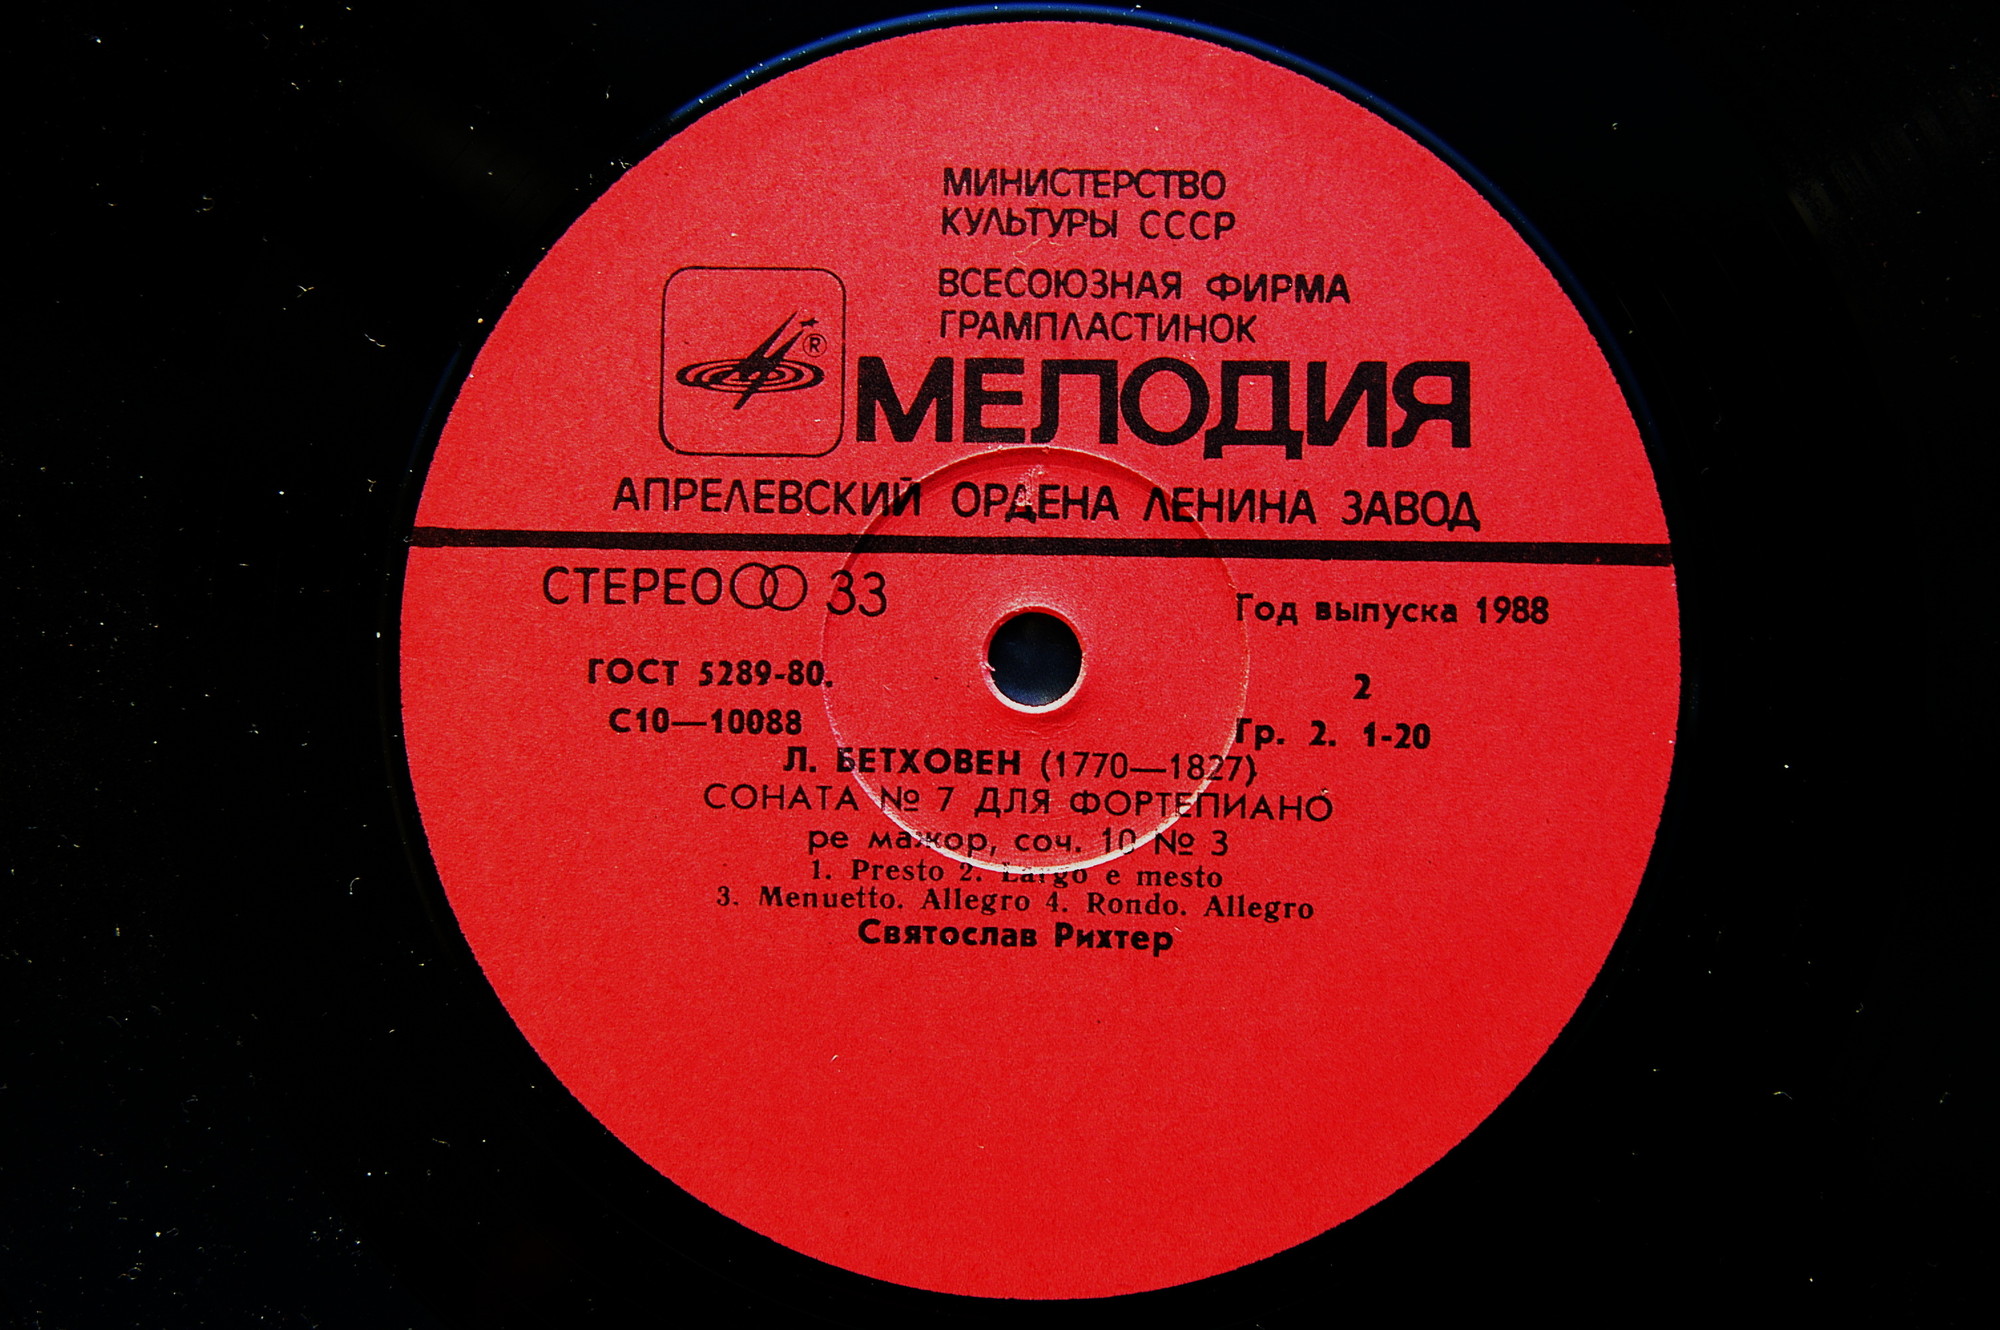 МИНИСТЕРСТВО
КУЛЬТУРЫ СССР
ВСЕСОЮЗНАЯ ФИРМА
ГРАМПЛАСТИНОК
®
МЕЛОДИЯ
АПРЕЛЕВСКИЙ ОРДЕНА ЛЕНИНА ЗАВОД
СТЕРЕО 33
Год выпуска 1988
ГОСТ 5289-80.
2
С10—10088
Гр. 2. 1-20
Л. БЕТХОВЕН (1770—1827)
СОНАТА № 7 ДЛЯ ФОРТЕПИАНО
ре мажор, соч. 10 № 3
1. Presto 2. Largo e mesto
3. Menuetto. Allegro 4. Rondo. Allegro
Святослав Рихтер